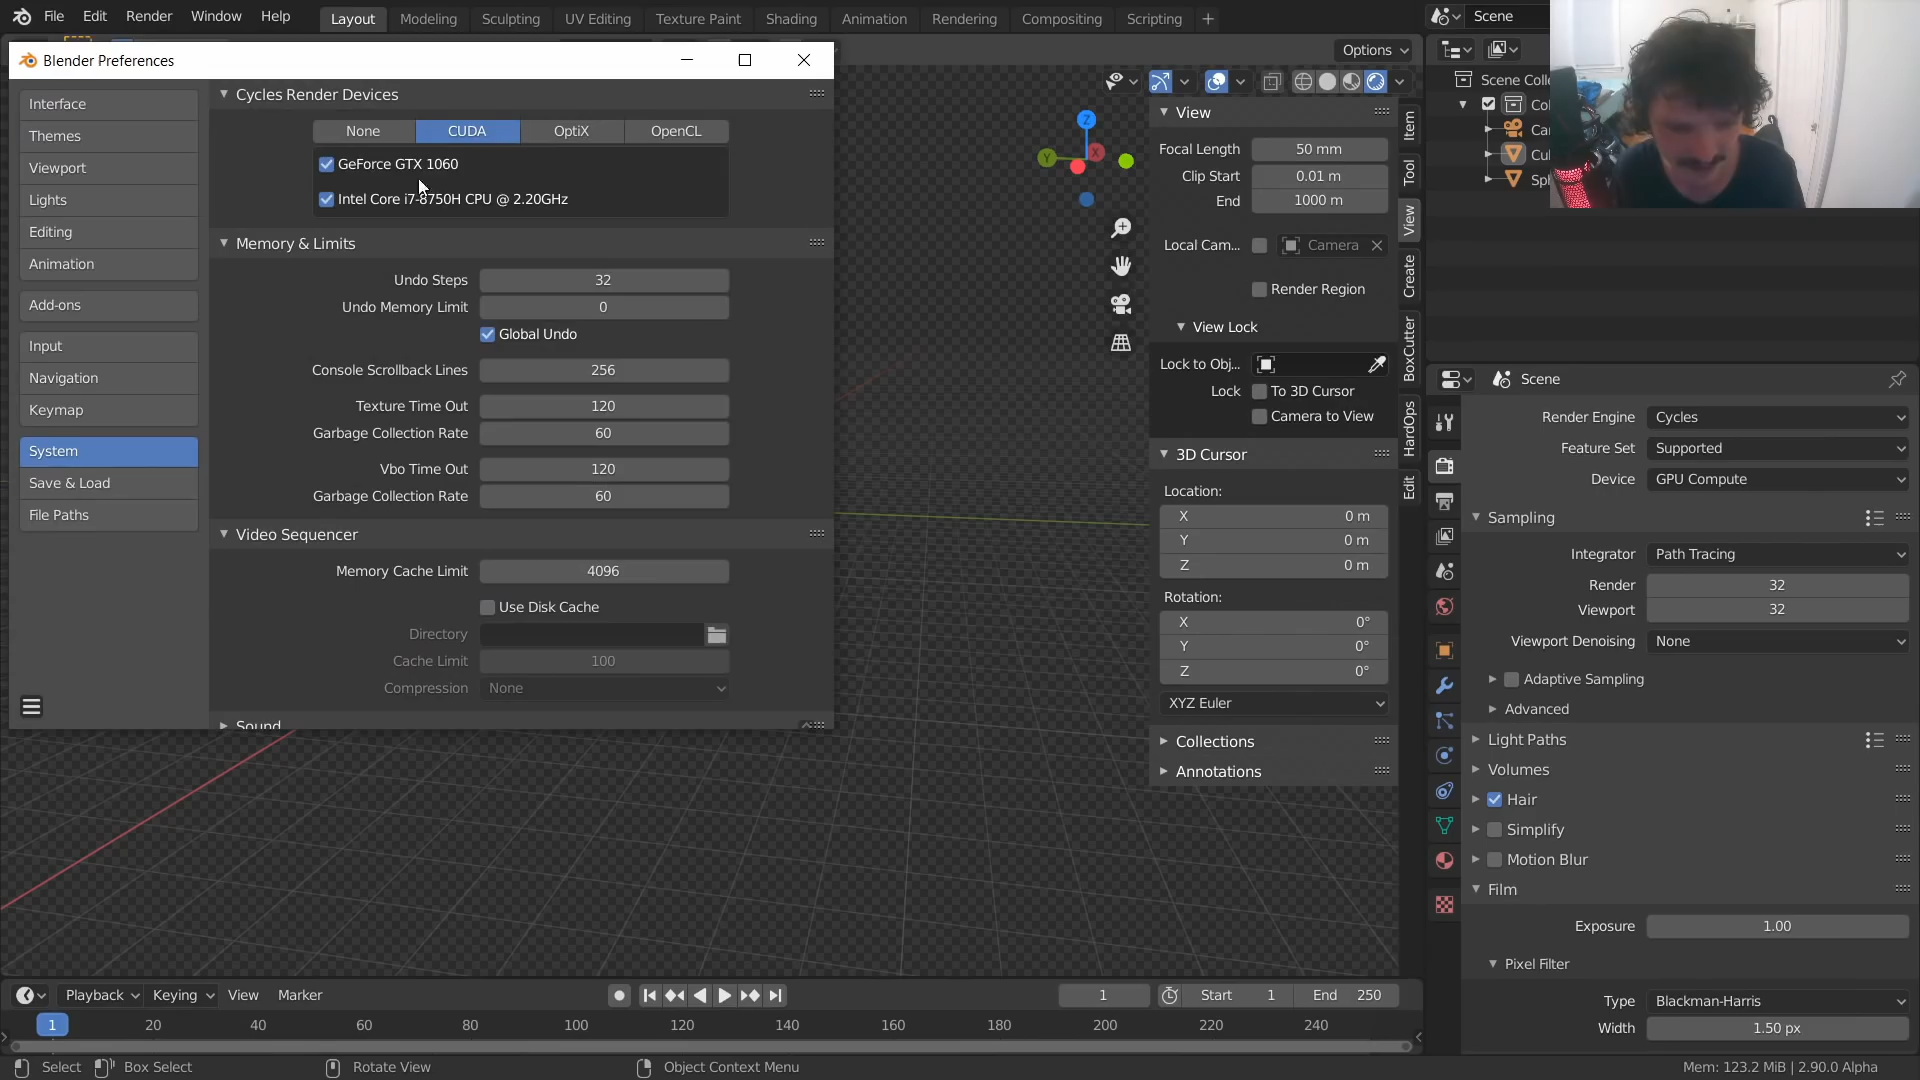 File Edit Render Window Help Layout Modeling Sculpting UV Editing Texture Paint Shading Animation Rendering Compositing Scripting + Scene
Options
Blender Preferences
Interface
Themes
Viewport
Lights
Editing
Animation
Add-ons
Input
Navigation
Keymap
System
Save & Load
File Paths
Cycles Render Devices
None CUDA OptiX OpenCL
GeForce GTX 1060
Intel Core i7-8750H CPU @ 2.20GHz
Memory & Limits
Undo Steps 32
Undo Memory Limit 0
Global Undo
Console Scrollback Lines 256
Texture Time Out 120
Garbage Collection Rate 60
Vbo Time Out 120
Garbage Collection Rate 60
Video Sequencer
Memory Cache Limit 4096
Use Disk Cache
Directory
Cache Limit 100
Compression None
Sound
Z
Y X
View
Focal Length 50 mm
Clip Start 0.01 m
End 1000 m
Local Cam... Camera
Render Region
View Lock
Lock to Obj...
Lock To 3D Cursor
Camera to View
3D Cursor
Location:
X 0 m
Y 0 m
Z 0 m
Rotation:
X 0°
Y 0°
Z 0°
XYZ Euler
Collections
Annotations
Item
Tool
View
Create
BoxCutter
HardOps
Edit
Scene Colle
Co
Ca
Cu
Sp
Scene
Render Engine Cycles
Feature Set Supported
Device GPU Compute
Sampling
Integrator Path Tracing
Render 32
Viewport 32
Viewport Denoising None
Adaptive Sampling
Advanced
Light Paths
Volumes
Hair
Simplify
Motion Blur
Film
Exposure 1.00
Pixel Filter
Type Blackman-Harris
Width 1.50 px
Playback Keying View Marker 1 Start 1 End 250
1 20 40 60 80 100 120 140 160 180 200 220 240
Select Box Select Rotate View Object Context Menu Mem: 123.2 MiB | 2.90.0 Alpha